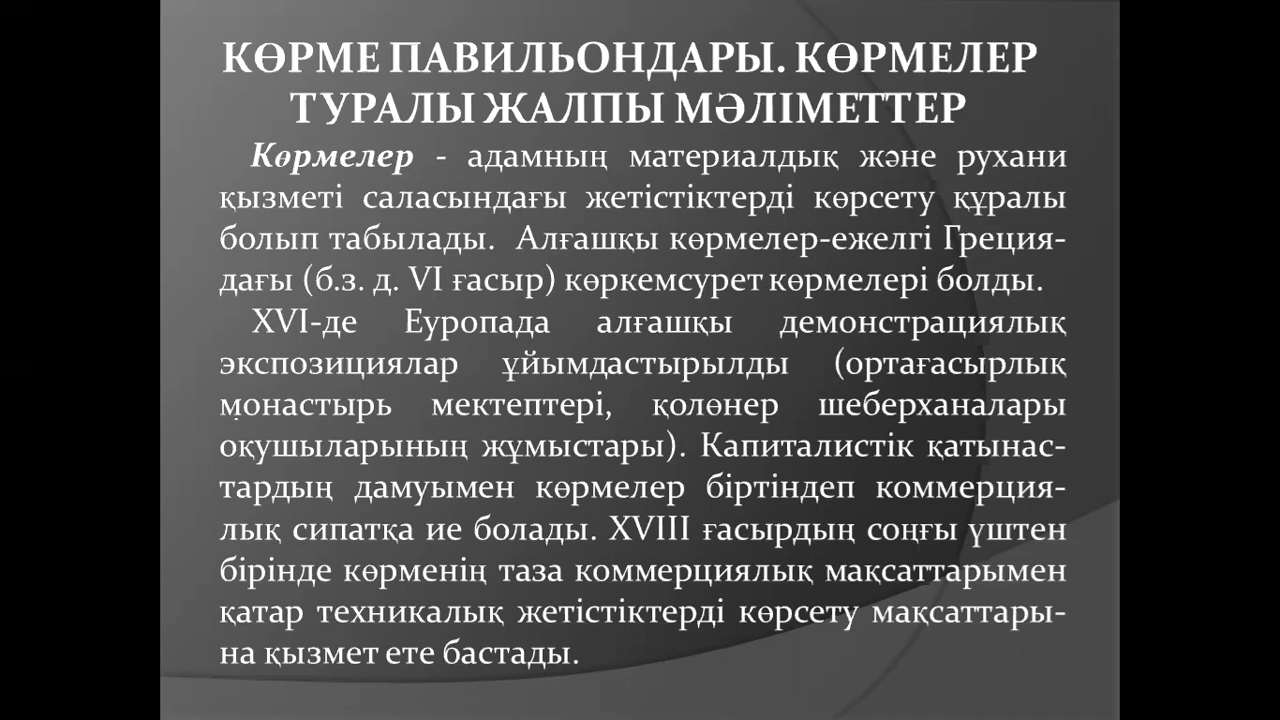 КӨРМЕ ПАВИЛЬОНДАРЫ. КӨРМЕЛЕР
ТУРАЛЫ ЖАЛПЫ МӘЛІМЕТТЕР
Көрмелер - адамның материалдық және рухани
қызметі саласындағы жетістіктерді көрсету құралы
болып табылады. Алғашқы көрмелер-ежелгі Греция-
дағы (б.з. д. VI ғасыр) көркемсурет көрмелері болды.
XVI-де Еуропада алғашқы демонстрациялық
экспозициялар ұйымдастырылды (ортағасырлық
монастырь мектептері, қолөнер шеберханалары
оқушыларының жұмыстары). Капиталистік қатынас-
тардың дамуымен көрмелер біртіндеп коммерция-
лық сипатқа ие болады. XVIII ғасырдың соңғы үштен
бірінде көрменің таза коммерциялық мақсаттарымен
қатар техникалық жетістіктерді көрсету мақсаттары-
на қызмет ете бастады.